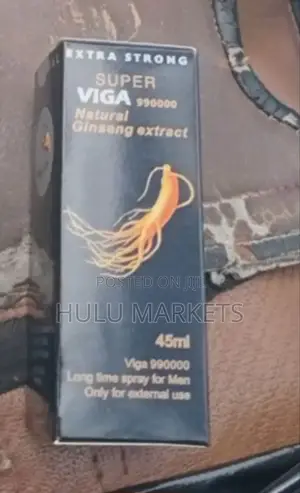 EXTRA STRONG
SUPER
VIGA 990000
Natural
Ginseng extract
POSTED ON
HULU MARKETS
45ml
Viga 990000
Long time spray for Men
Only for external use